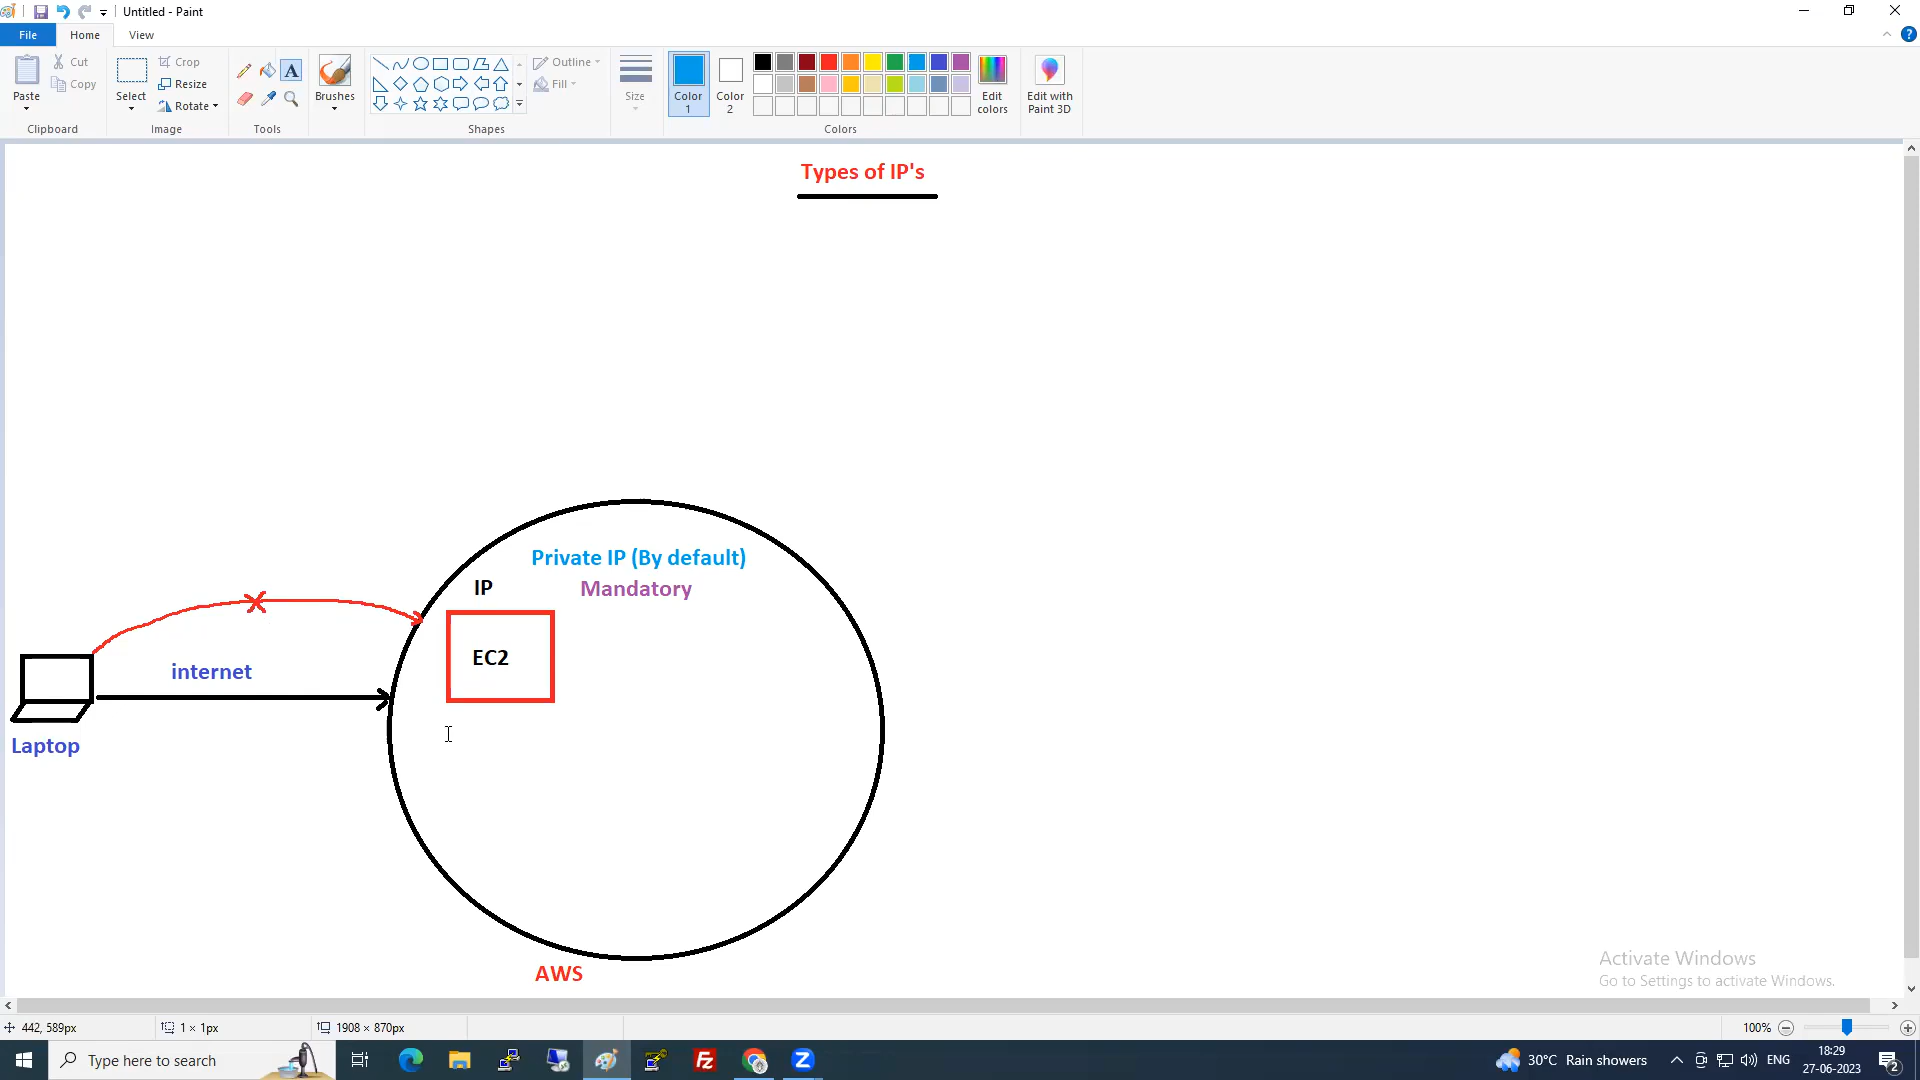 Untitled - Paint
File Home View
Paste
Cut
Copy
Clipboard
Select
Crop
Resize
Rotate
Image
Tools
Brushes
Shapes
Outline
Fill
Size
Color 1
Color 2
Edit colors
Colors
Edit with Paint 3D
Types of IP's
Private IP (By default)
IP
Mandatory
EC2
internet
Laptop
AWS
Activate Windows
Go to Settings to activate Windows.
442, 589px
1 × 1px
1908 × 870px
100%
Type here to search
30°C Rain showers
ENG
18:29
27-06-2023
2